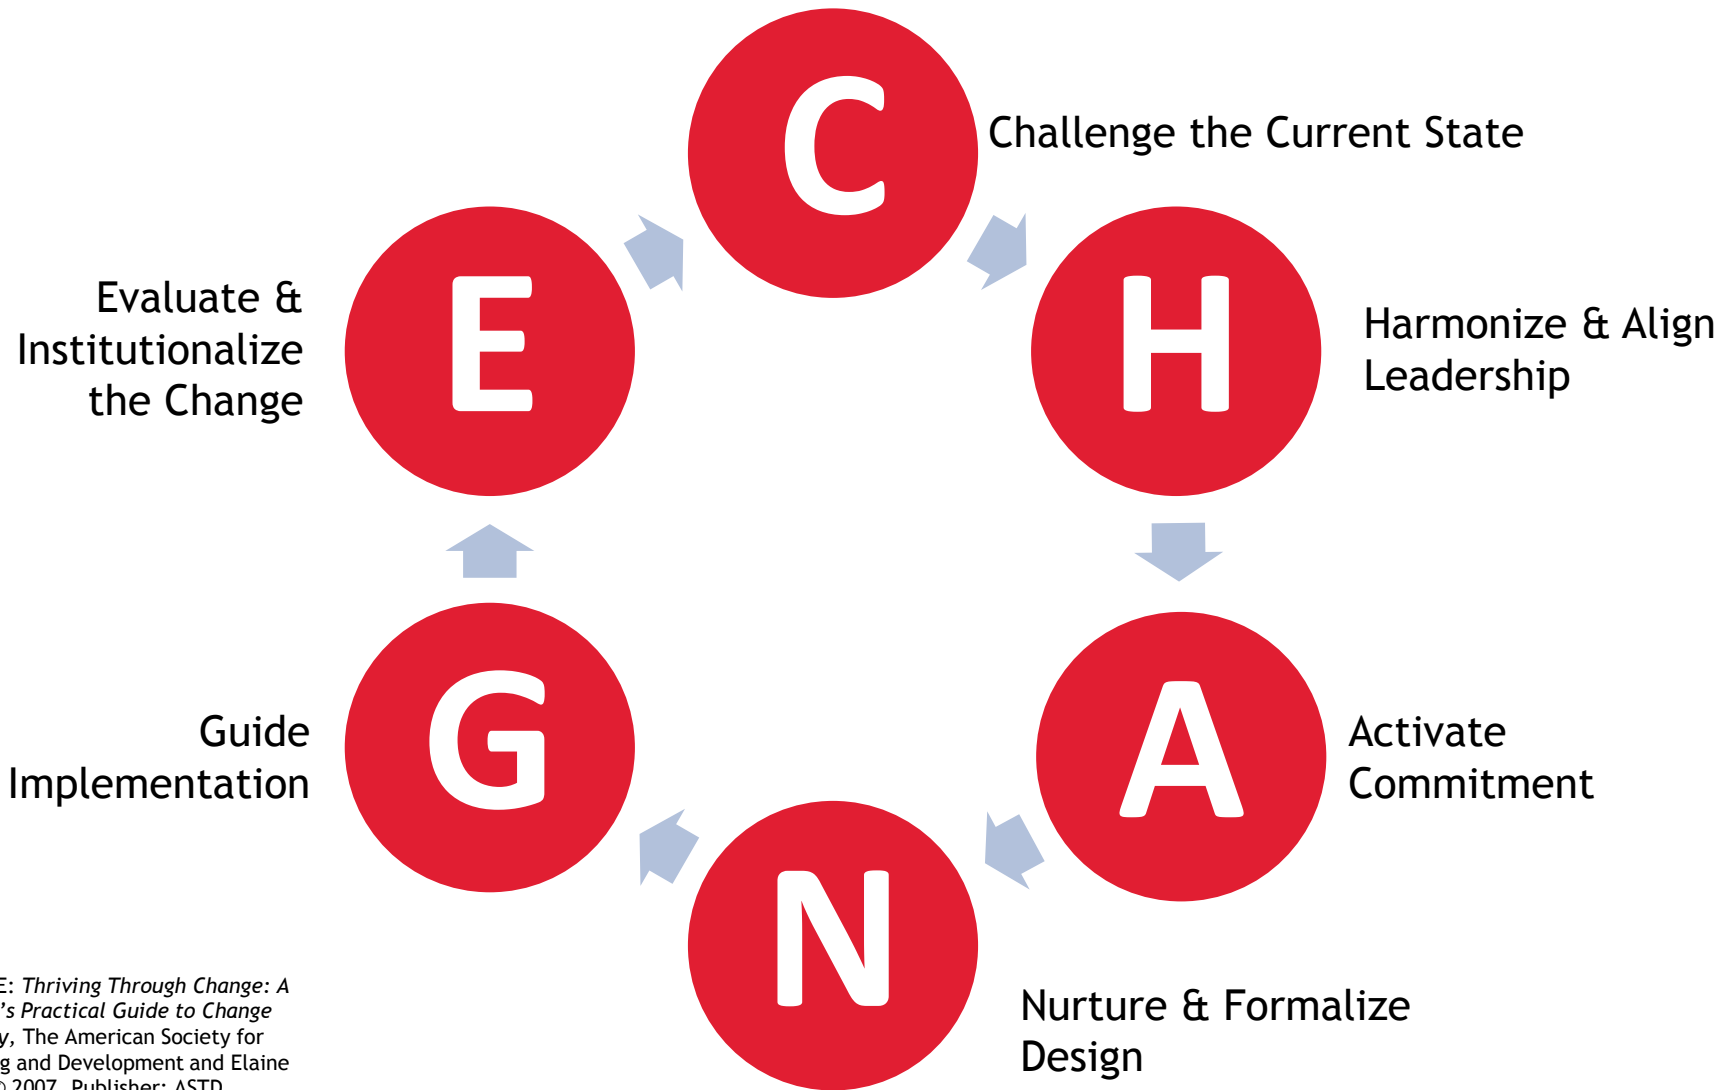 C
Challenge the Current State
H
Harmonize & Align
Leadership
A
Activate
Commitment
N
Nurture & Formalize
Design
G
Guide
Implementation
E
Evaluate &
Institutionalize
the Change
E: Thriving Through Change: A
's Practical Guide to Change
y, The American Society for
g and Development and Elaine
© 2007 Publisher: ASTD